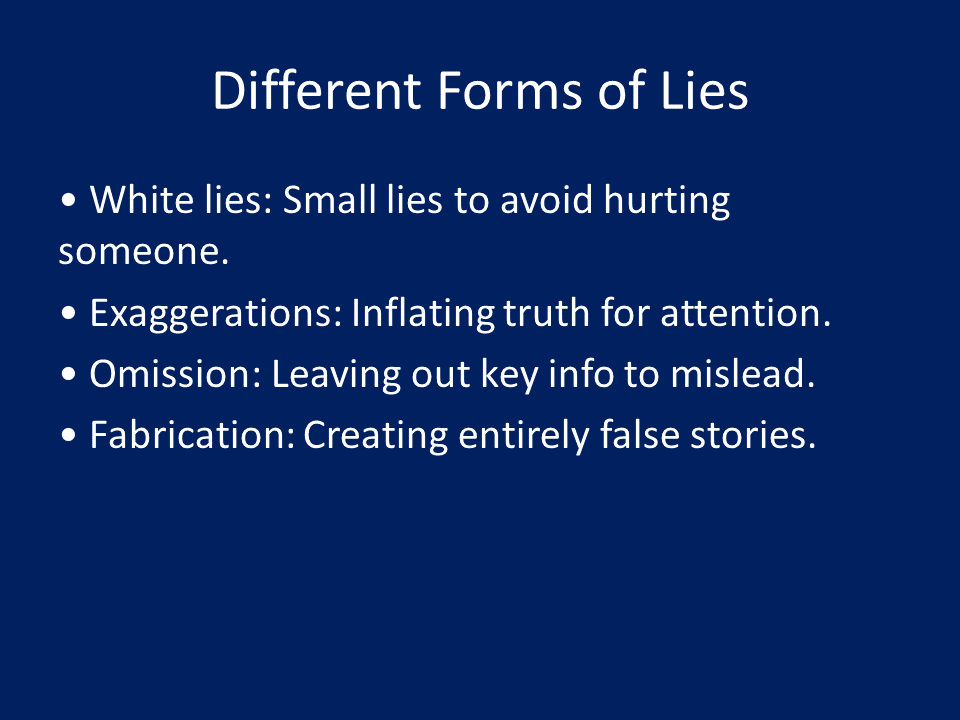 Different Forms of Lies
• White lies: Small lies to avoid hurting
someone.
• Exaggerations: Inflating truth for attention.
• Omission: Leaving out key info to mislead.
• Fabrication: Creating entirely false stories.